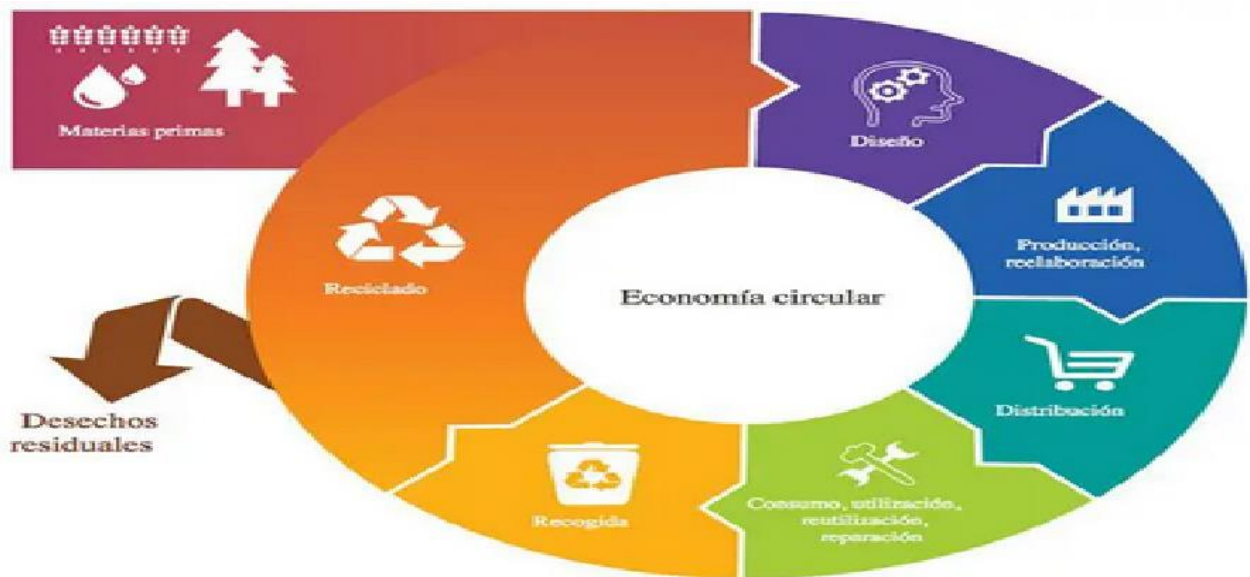 Materias primas
Diseño
Producción,
reelaboración
Distribución
Consumo, utilización,
reutilización,
reparación
Recogida
Reciclado
Desechos
residuales
Economía circular